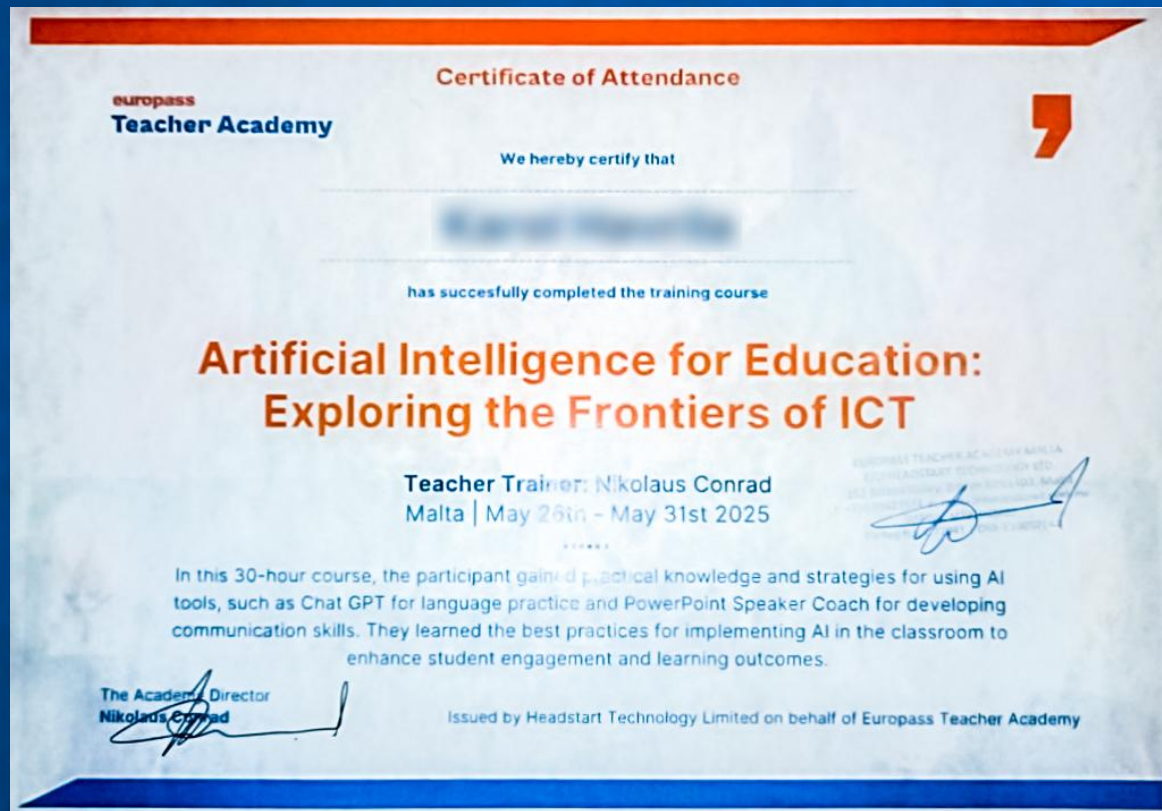 Certificate of Attendance
europass
Teacher Academy
We hereby certify that
has succesfully completed the training course
Artificial Intelligence for Education:
Exploring the Frontiers of ICT
Teacher Trainer: Nikolaus Conrad
Malta | May 26th - May 31st 2025
In this 30-hour course, the participant gained practical knowledge and strategies for using AI
tools, such as Chat GPT for language practice and PowerPoint Speaker Coach for developing
communication skills. They learned the best practices for implementing AI in the classroom to
enhance student engagement and learning outcomes.
The Academy Director
Nikolaus Conrad
Issued by Headstart Technology Limited on behalf of Europass Teacher Academy